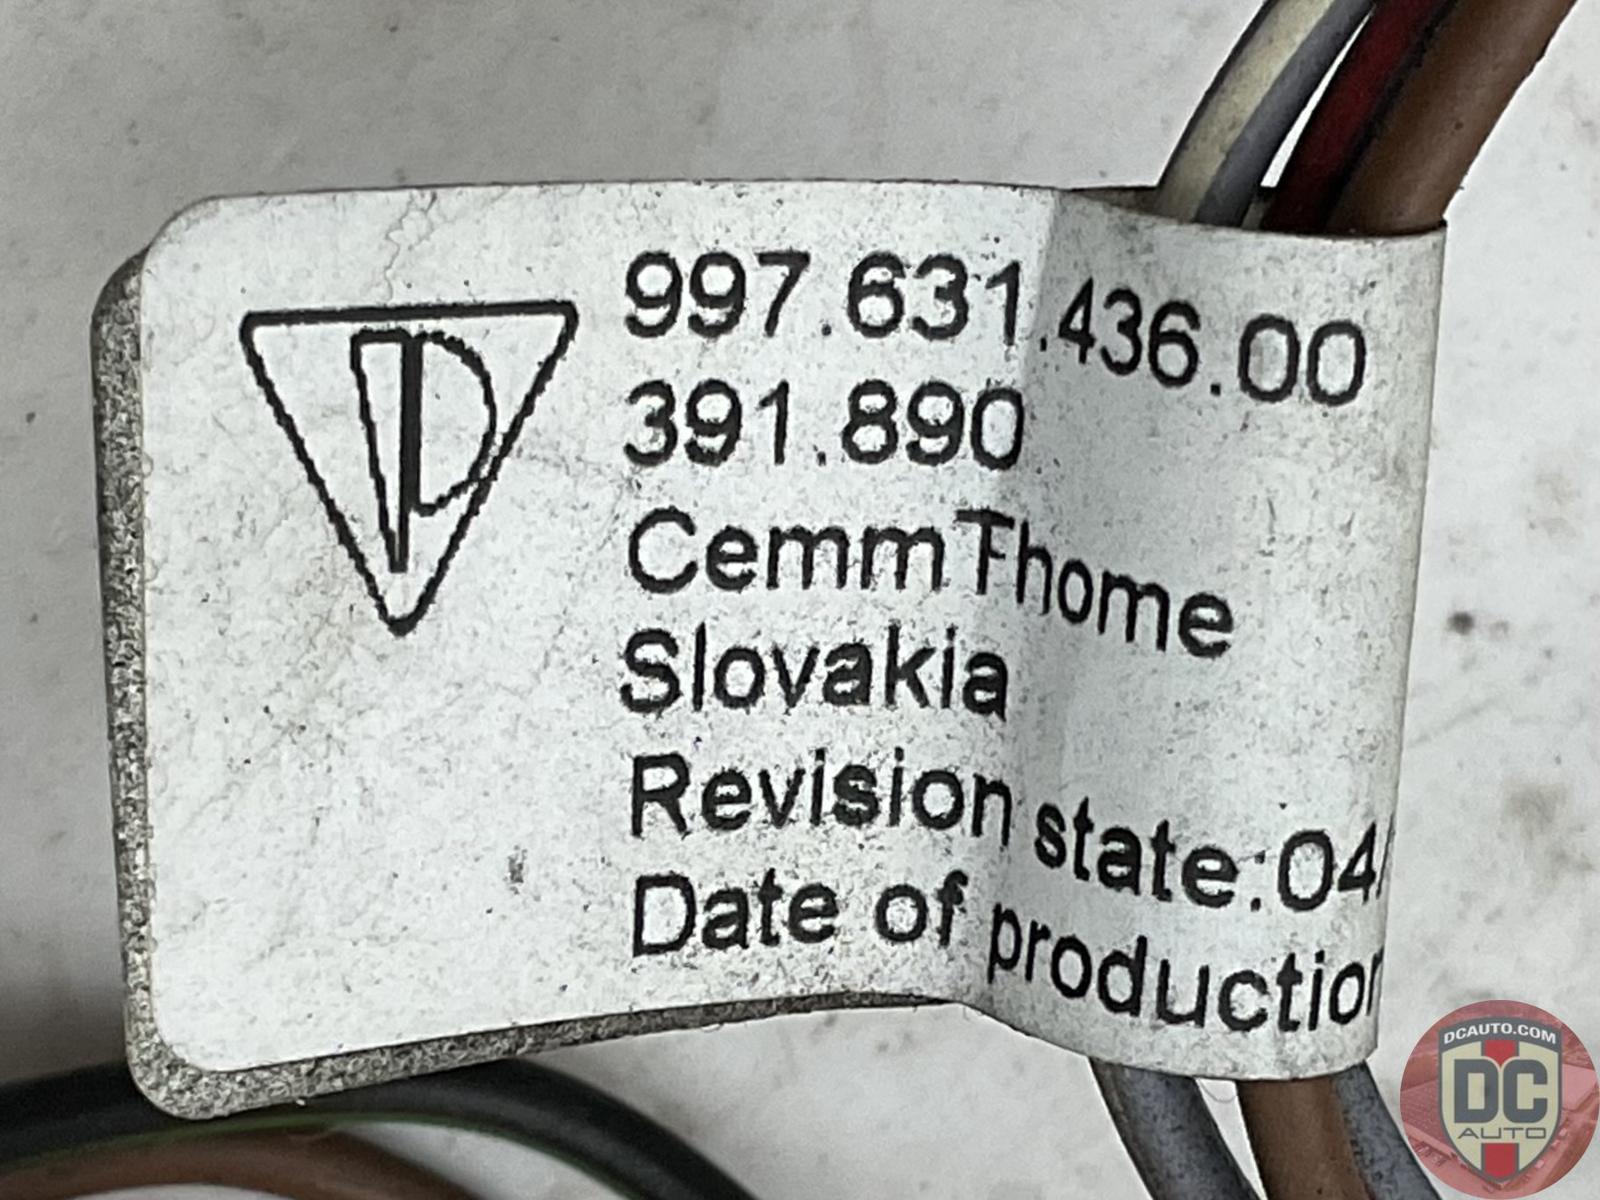 997.631.436.00
391.890
CemmThome
Slovakia
Revision state:04/
Date of production
DCAUTO.COM
DC
AUTO